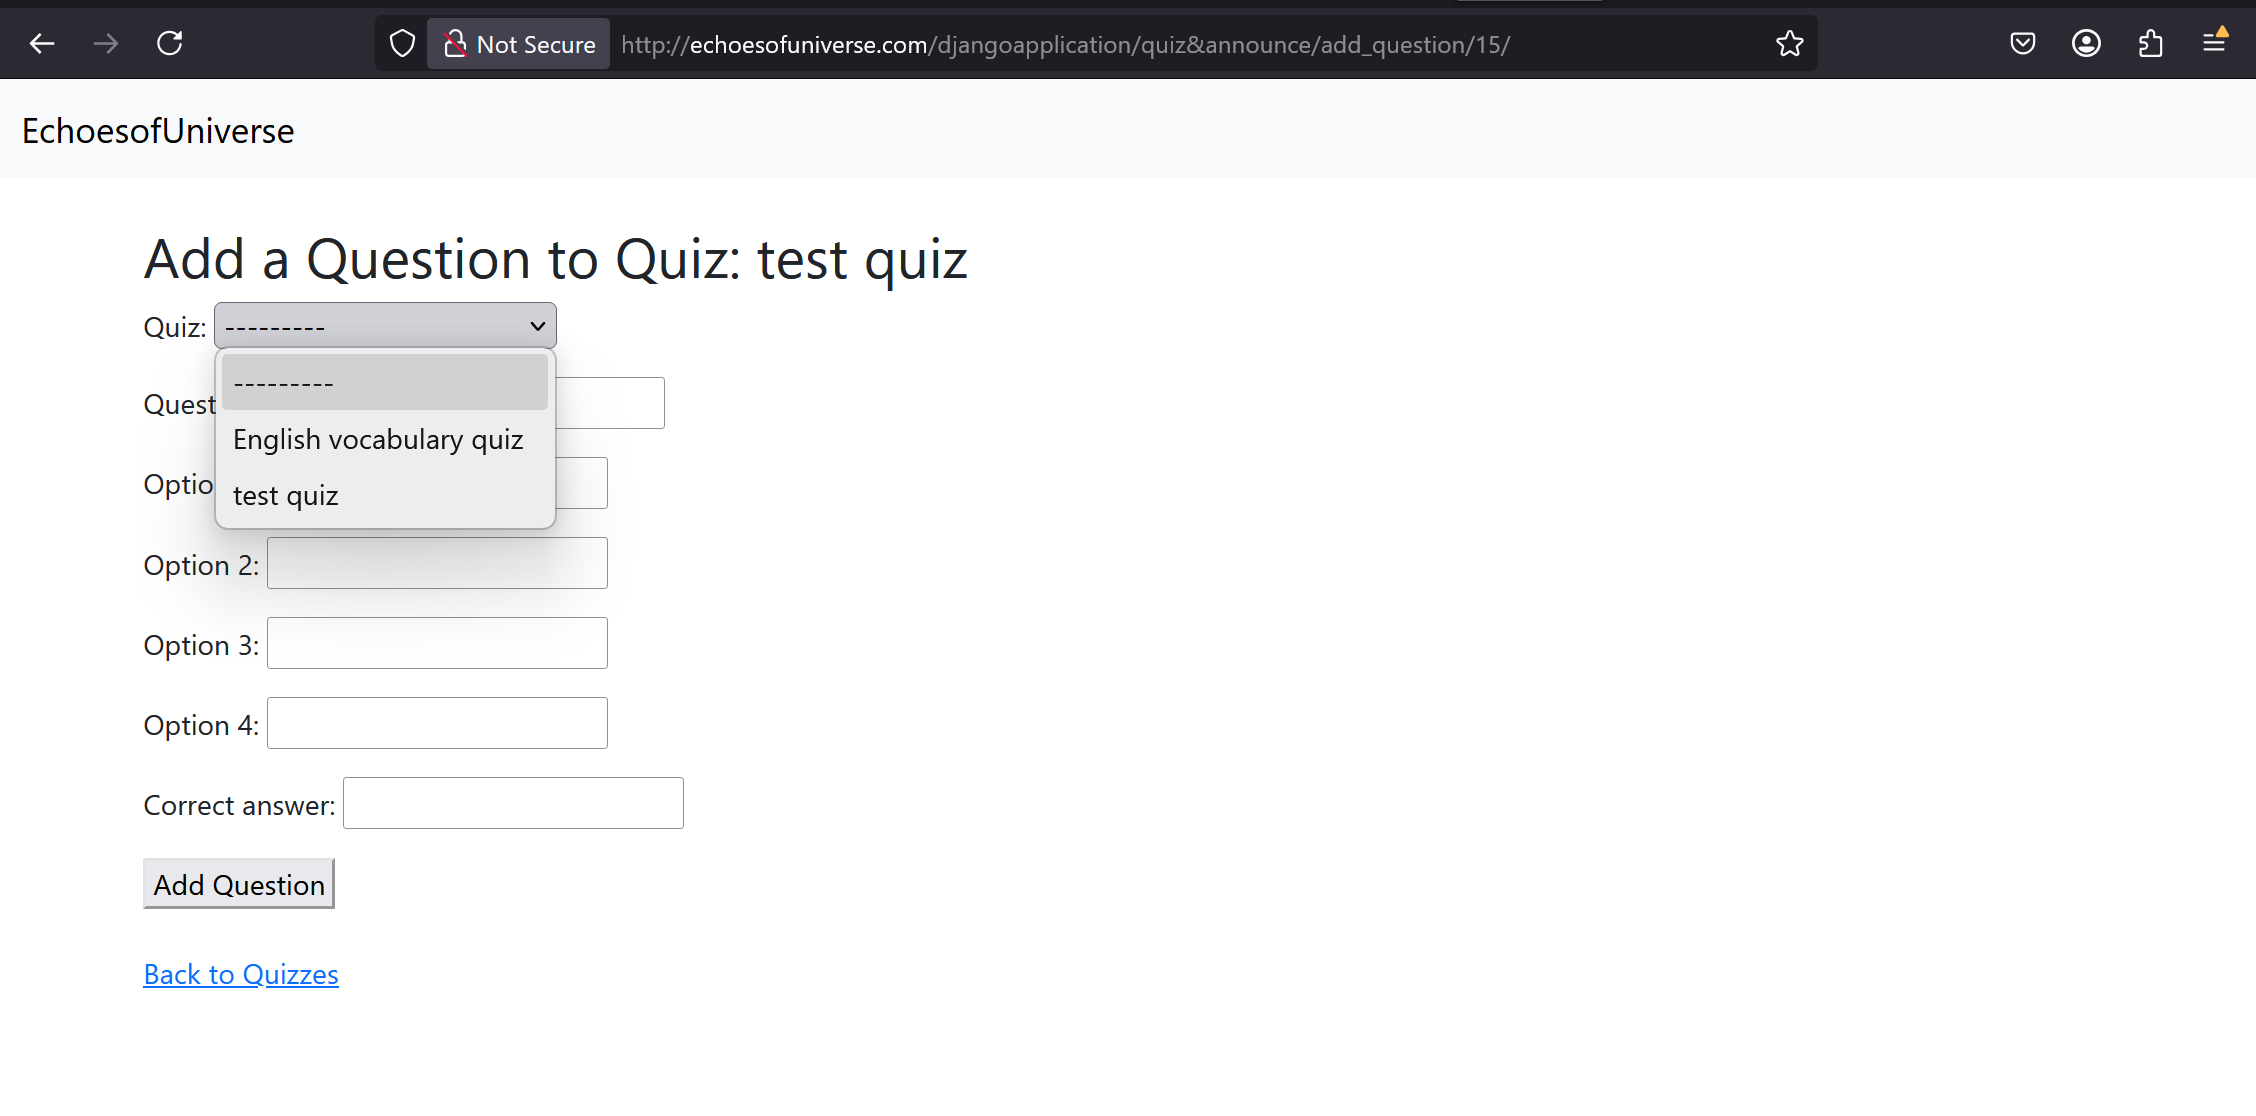 Not Secure http://echoesofuniverse.com/djangoapplication/quiz&announce/add_question/15/
EchoesofUniverse
Add a Question to Quiz: test quiz
Quiz: ---------
---------
Quest
English vocabulary quiz
Optio
test quiz
Option 2:
Option 3:
Option 4:
Correct answer:
Add Question
Back to Quizzes